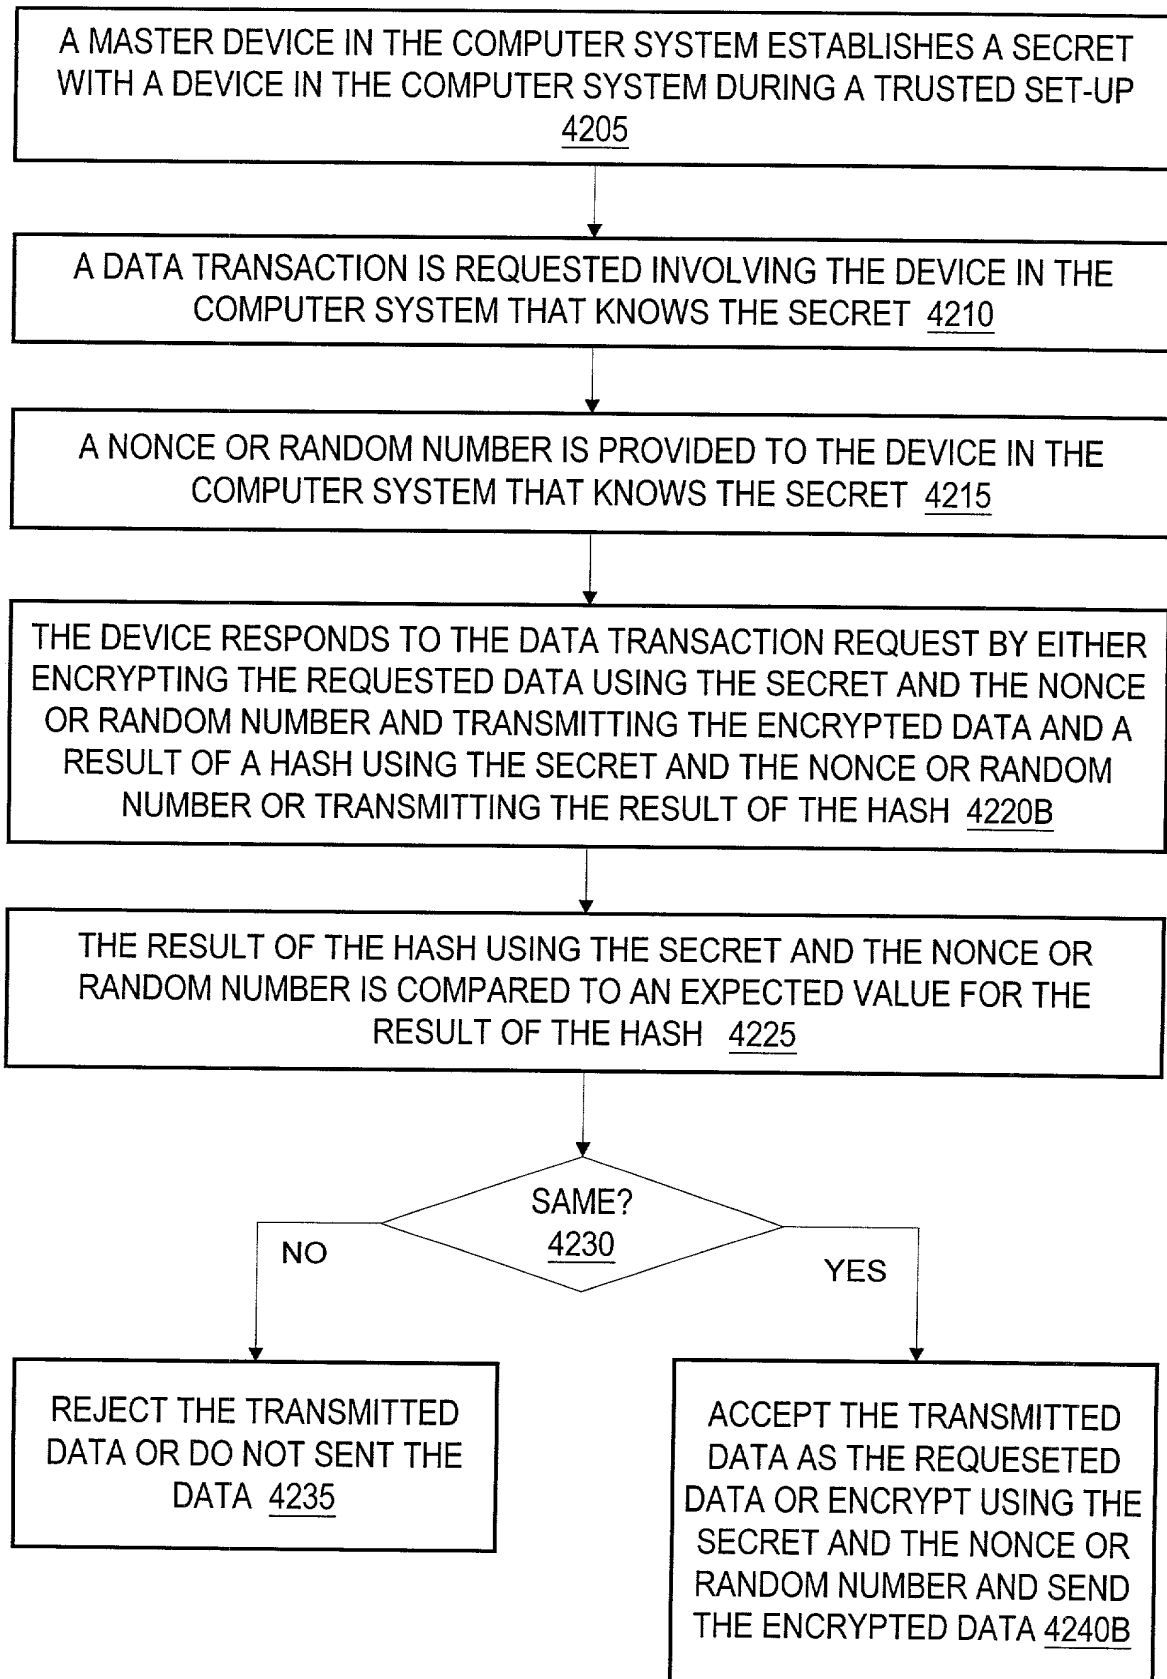 A MASTER DEVICE IN THE COMPUTER SYSTEM ESTABLISHES A SECRET
WITH A DEVICE IN THE COMPUTER SYSTEM DURING A TRUSTED SET-UP
4205
A DATA TRANSACTION IS REQUESTED INVOLVING THE DEVICE IN THE
COMPUTER SYSTEM THAT KNOWS THE SECRET 4210
A NONCE OR RANDOM NUMBER IS PROVIDED TO THE DEVICE IN THE
COMPUTER SYSTEM THAT KNOWS THE SECRET 4215
THE DEVICE RESPONDS TO THE DATA TRANSACTION REQUEST BY EITHER
ENCRYPTING THE REQUESTED DATA USING THE SECRET AND THE NONCE
OR RANDOM NUMBER AND TRANSMITTING THE ENCRYPTED DATA AND A
RESULT OF A HASH USING THE SECRET AND THE NONCE OR RANDOM
NUMBER OR TRANSMITTING THE RESULT OF THE HASH 4220B
THE RESULT OF THE HASH USING THE SECRET AND THE NONCE OR
RANDOM NUMBER IS COMPARED TO AN EXPECTED VALUE FOR THE
RESULT OF THE HASH 4225
SAME?
4230
NO
YES
REJECT THE TRANSMITTED
DATA OR DO NOT SENT THE
DATA 4235
ACCEPT THE TRANSMITTED
DATA AS THE REQUESETED
DATA OR ENCRYPT USING THE
SECRET AND THE NONCE OR
RANDOM NUMBER AND SEND
THE ENCRYPTED DATA 4240B